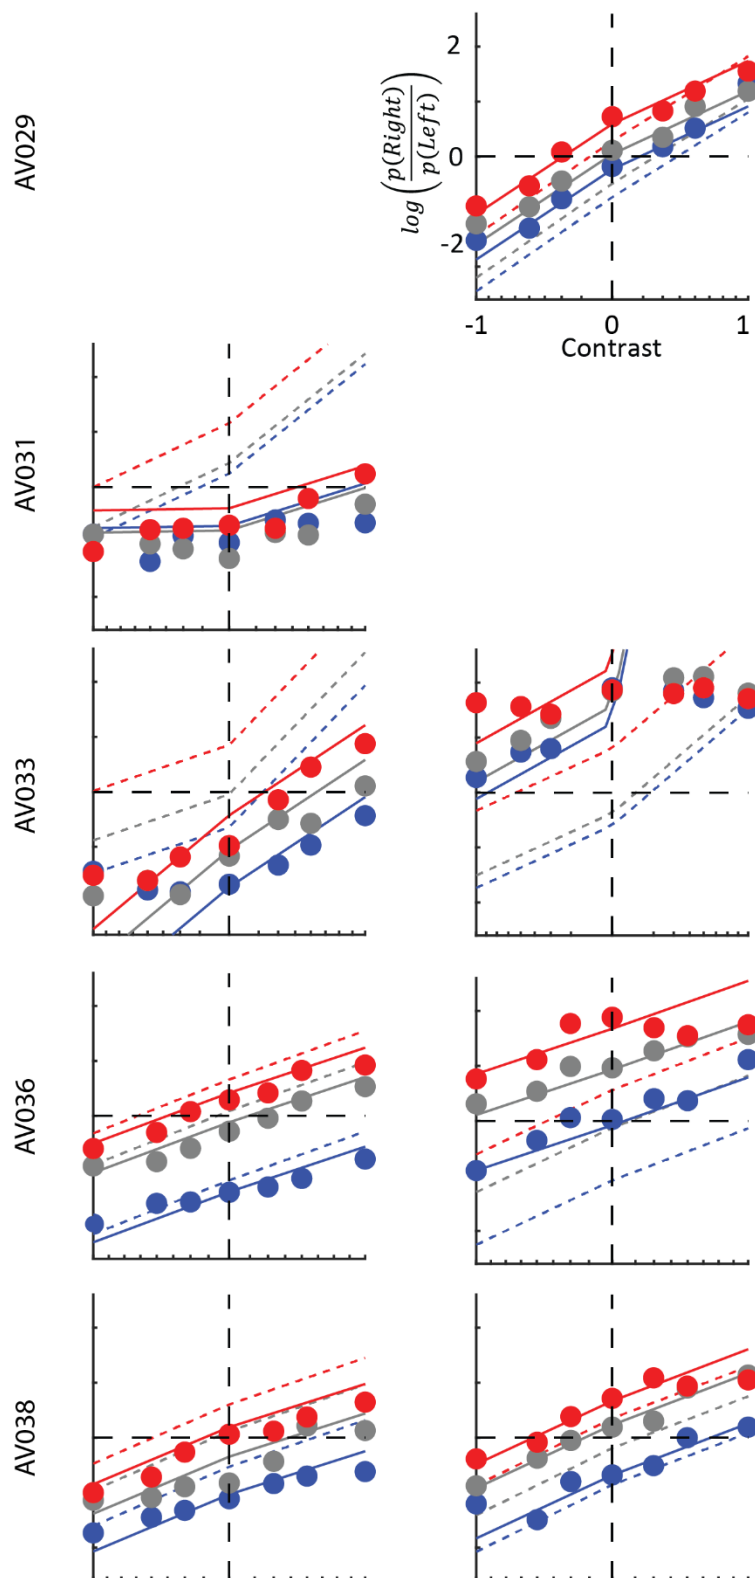 AV029
log (p(Right)/p(Left))
2
0
-2
-1 0 1
Contrast
AV031
AV033
AV036
AV038